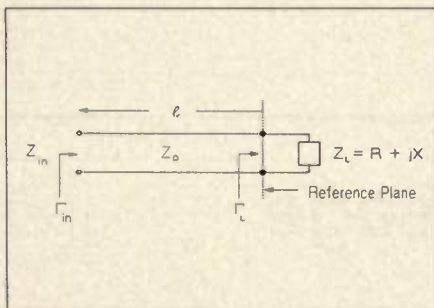 ℓ
Z_in Z_o Z_L = R + jX
Reference Plane
Γ_in Γ_L